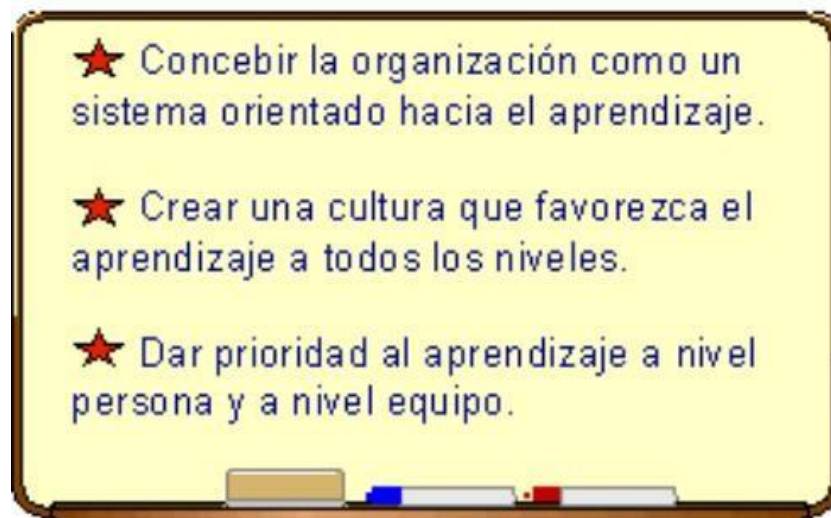 Concebir la organización como un
sistema orientado hacia el aprendizaje.
Crear una cultura que favorezca el
aprendizaje a todos los niveles.
Dar prioridad al aprendizaje a nivel
persona y a nivel equipo.